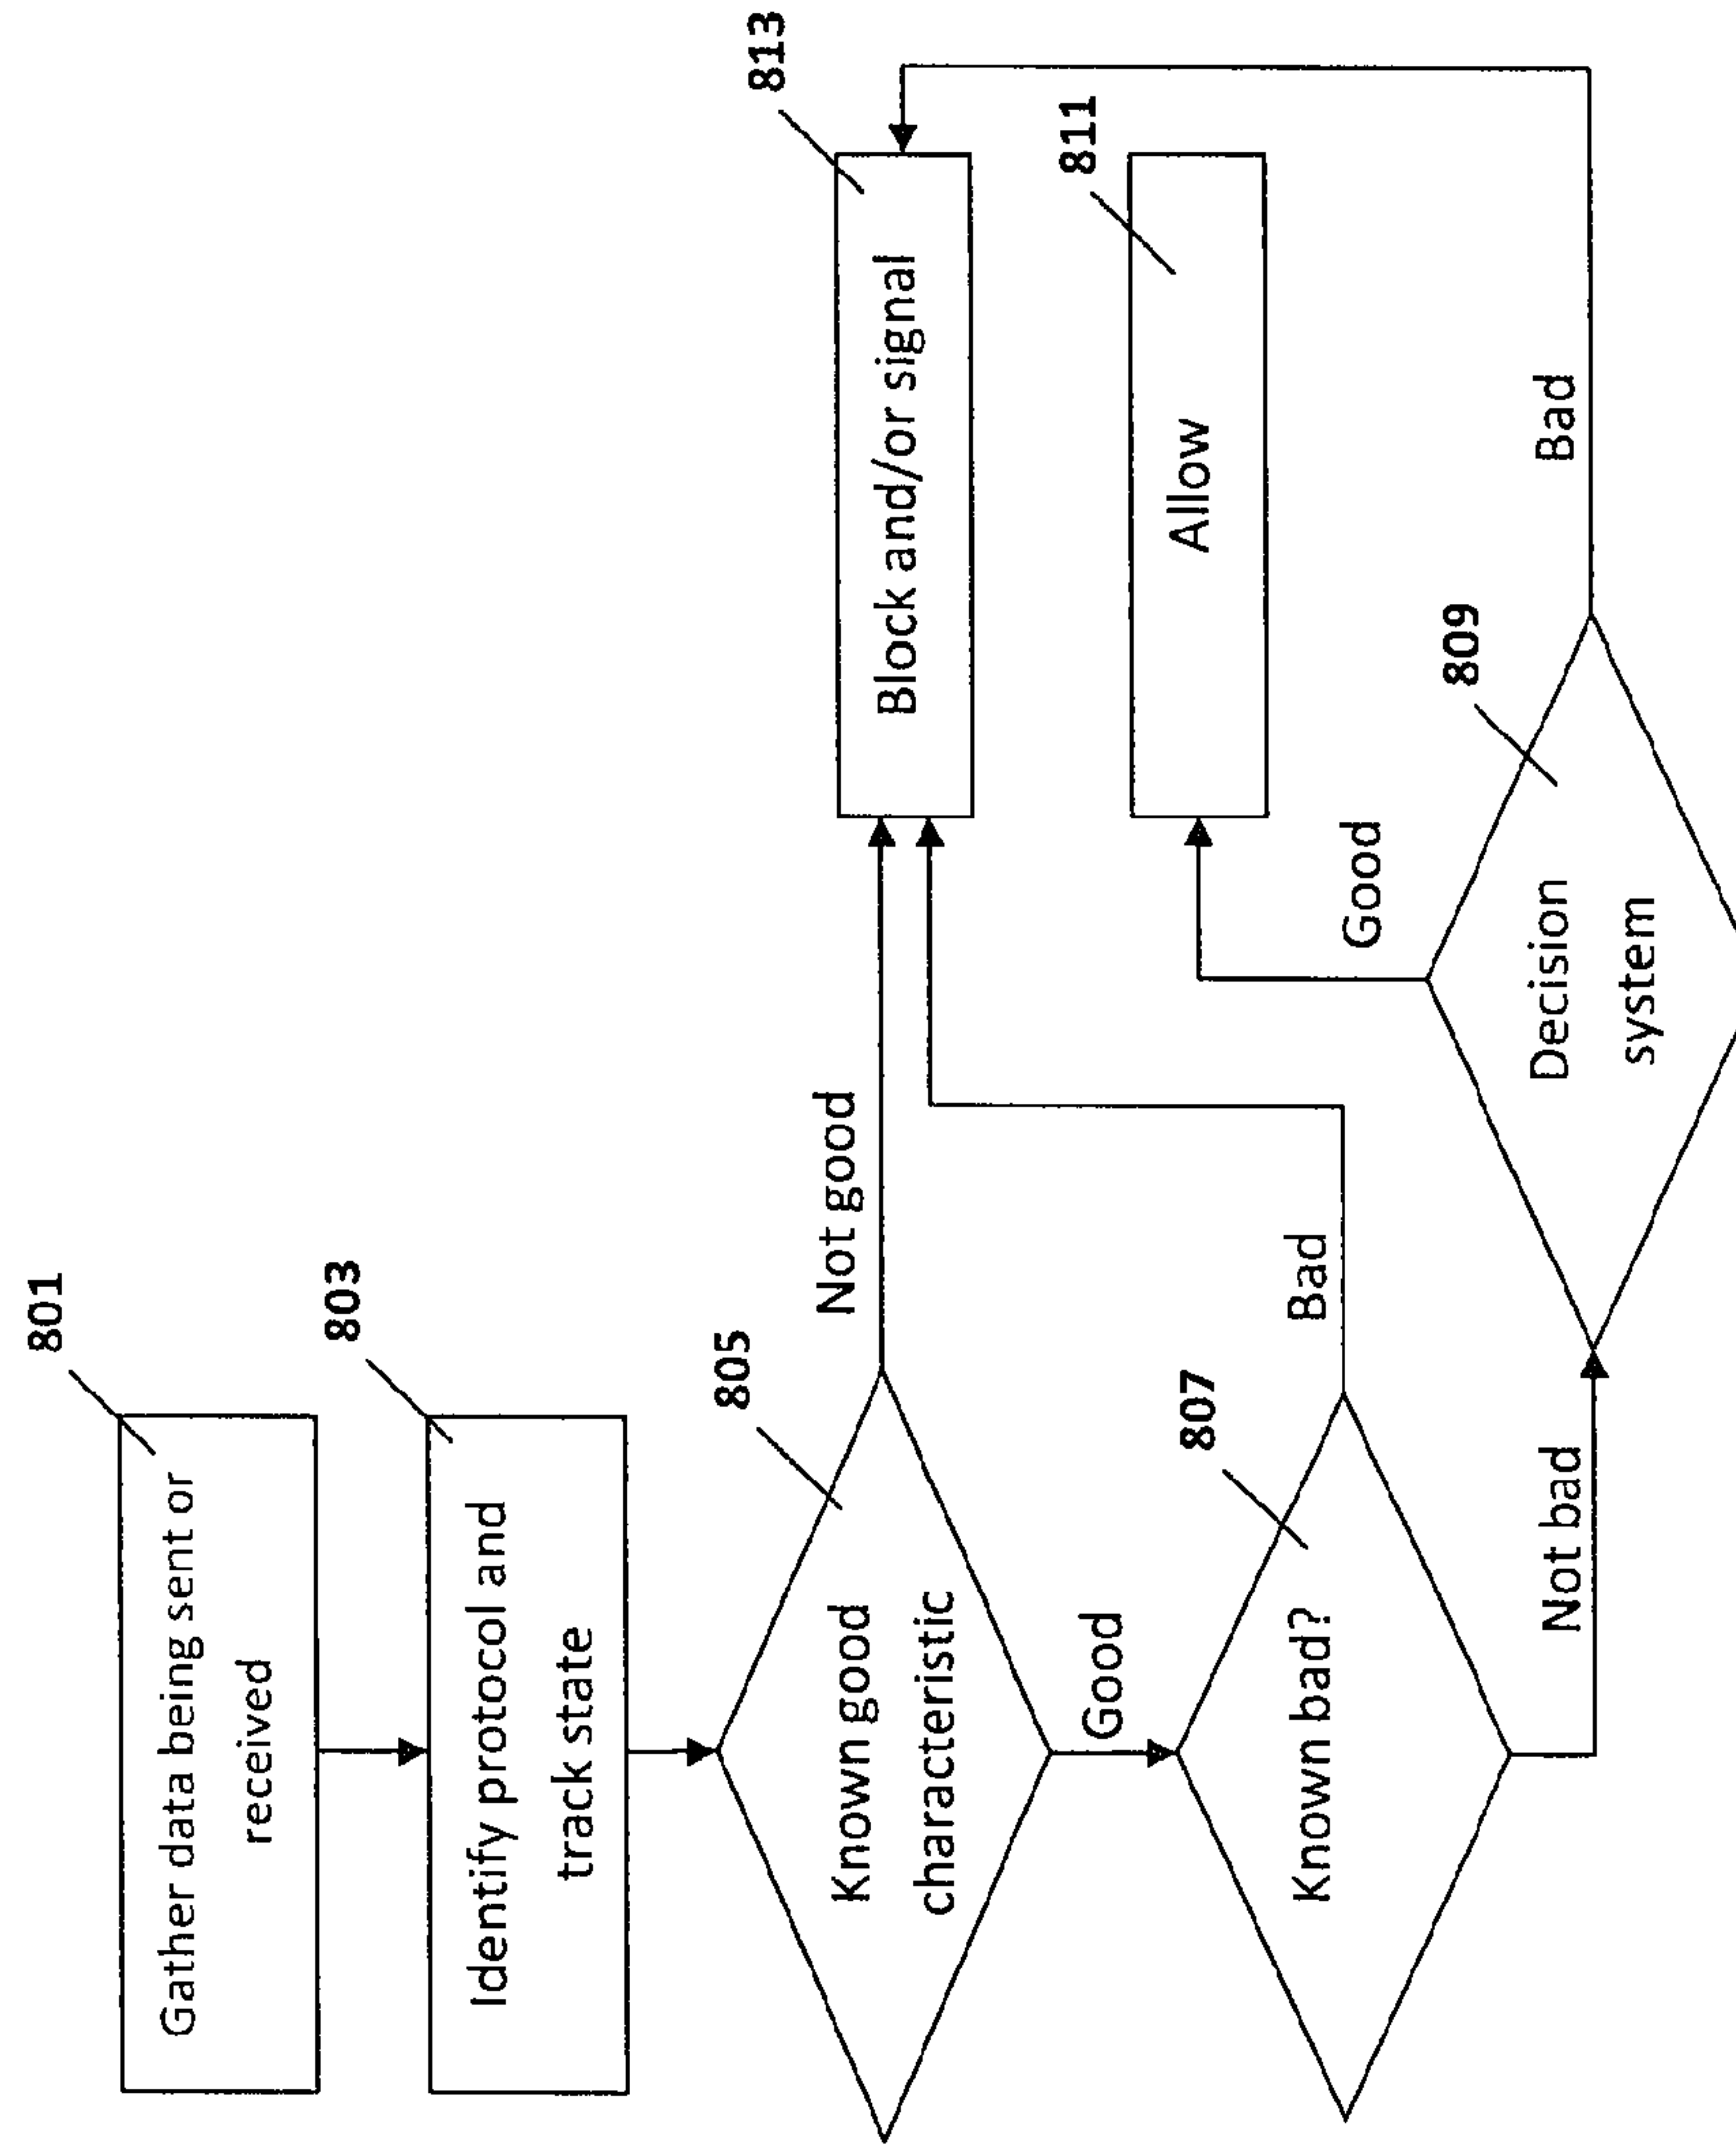 801
Gather data being sent or
received
803
Identify protocol and
track state
805
Known good
characteristic
Not good
813
Block and/or signal
Good
807
Known bad?
Bad
811
Allow
Not bad
809
Decision
system
Good
Bad